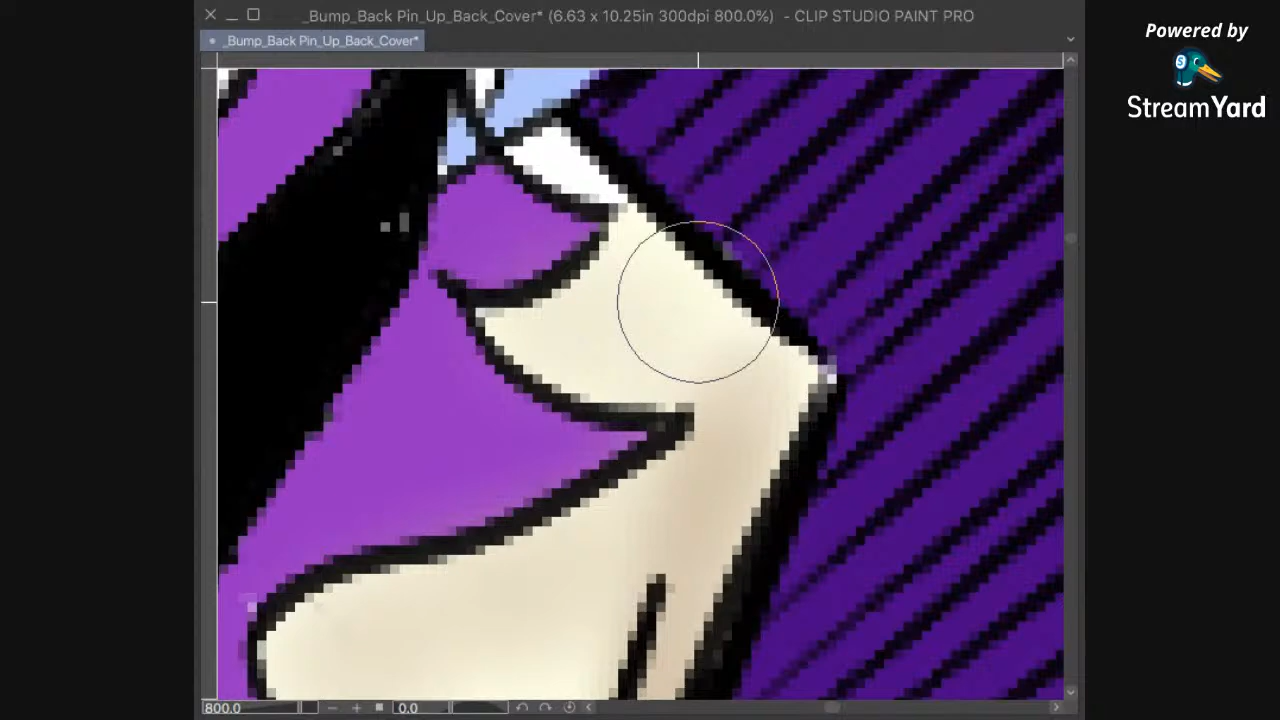 _Bump_Back Pin_Up_Back_Cover* (6.63 x 10.25in 300dpi 800.0%) - CLIP STUDIO PAINT PRO
_Bump_Back Pin_Up_Back_Cover*
Powered by
StreamYard
800.0
0.0